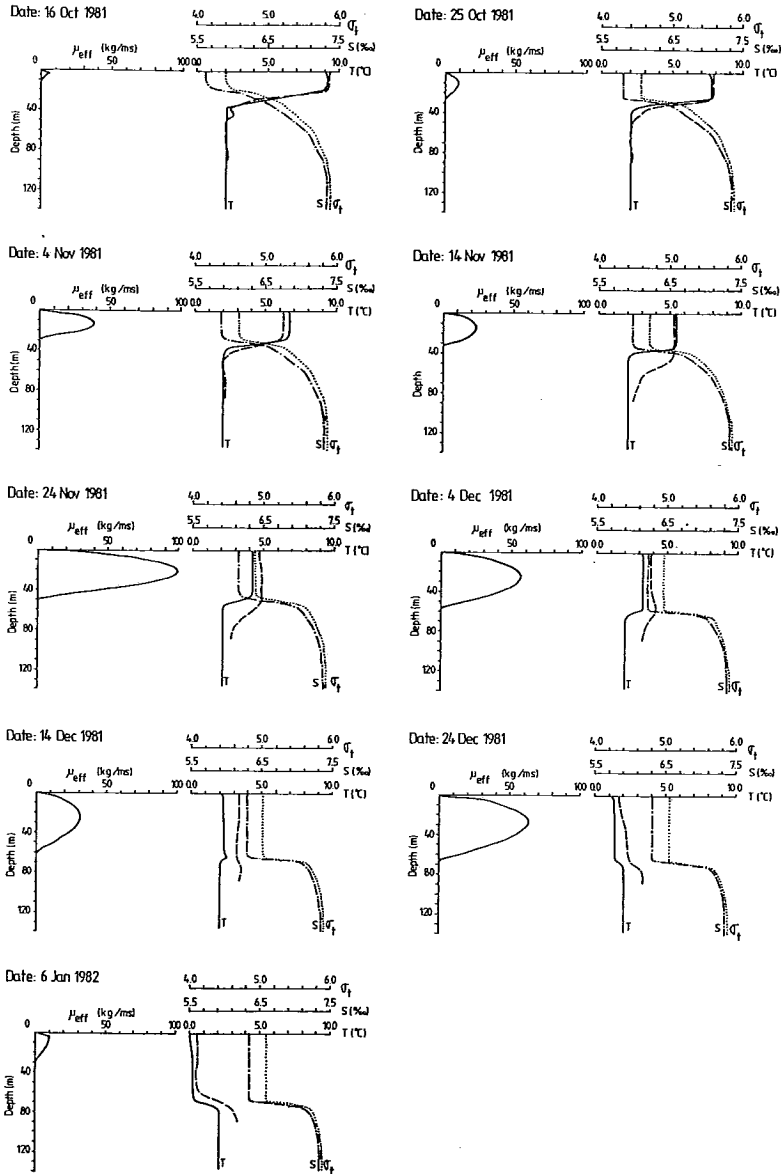 Date: 16 Oct 1981
4.0 5.0 6.0 σt
5.5 6.5 7.5 S (‰)
μeff (kg/ms)
0 50 100 0.0 5.0 10.0 T (°C)
Depth (m)
40
80
120
T S σt
Date: 25 Oct 1981
4.0 5.0 6.0 σt
5.5 6.5 7.5 S (‰)
μeff (kg/ms)
0 50 100 0.0 5.0 10.0 T (°C)
Depth (m)
40
80
120
T S σt
Date: 4 Nov 1981
4.0 5.0 6.0 σt
5.5 6.5 7.5 S (‰)
μeff (kg/ms)
0 50 100 0.0 5.0 10.0 T (°C)
Depth (m)
40
80
120
T S σt
Date: 14 Nov 1981
4.0 5.0 6.0 σt
5.5 6.5 7.5 S (‰)
μeff (kg/ms)
0 50 100 0.0 5.0 10.0 T (°C)
Depth
40
80
120
T S σt
Date: 24 Nov 1981
4.0 5.0 6.0 σt
5.5 6.5 7.5 S (‰)
μeff (kg/ms)
0 50 100 0.0 5.0 10.0 T (°C)
Depth (m)
40
80
120
T S σt
Date: 4 Dec 1981
4.0 5.0 6.0 σt
5.5 6.5 7.5 S (‰)
μeff (kg/ms)
0 50 100 0.0 5.0 10.0 T (°C)
Depth (m)
40
80
120
T S σt
Date: 14 Dec 1981
4.0 5.0 6.0 σt
5.5 6.5 7.5 S (‰)
μeff (kg/ms)
0 50 100 0.0 5.0 10.0 T (°C)
Depth (m)
40
80
120
T S σt
Date: 24 Dec 1981
4.0 5.0 6.0 σt
5.5 6.5 7.5 S (‰)
μeff (kg/ms)
0 50 100 0.0 5.0 10.0 T (°C)
Depth (m)
40
80
120
T S σt
Date: 6 Jan 1982
4.0 5.0 6.0 σt
5.5 6.5 7.5 S (‰)
μeff (kg/ms)
0 50 100 0.0 5.0 10.0 T (°C)
Depth (m)
40
80
120
T S σt